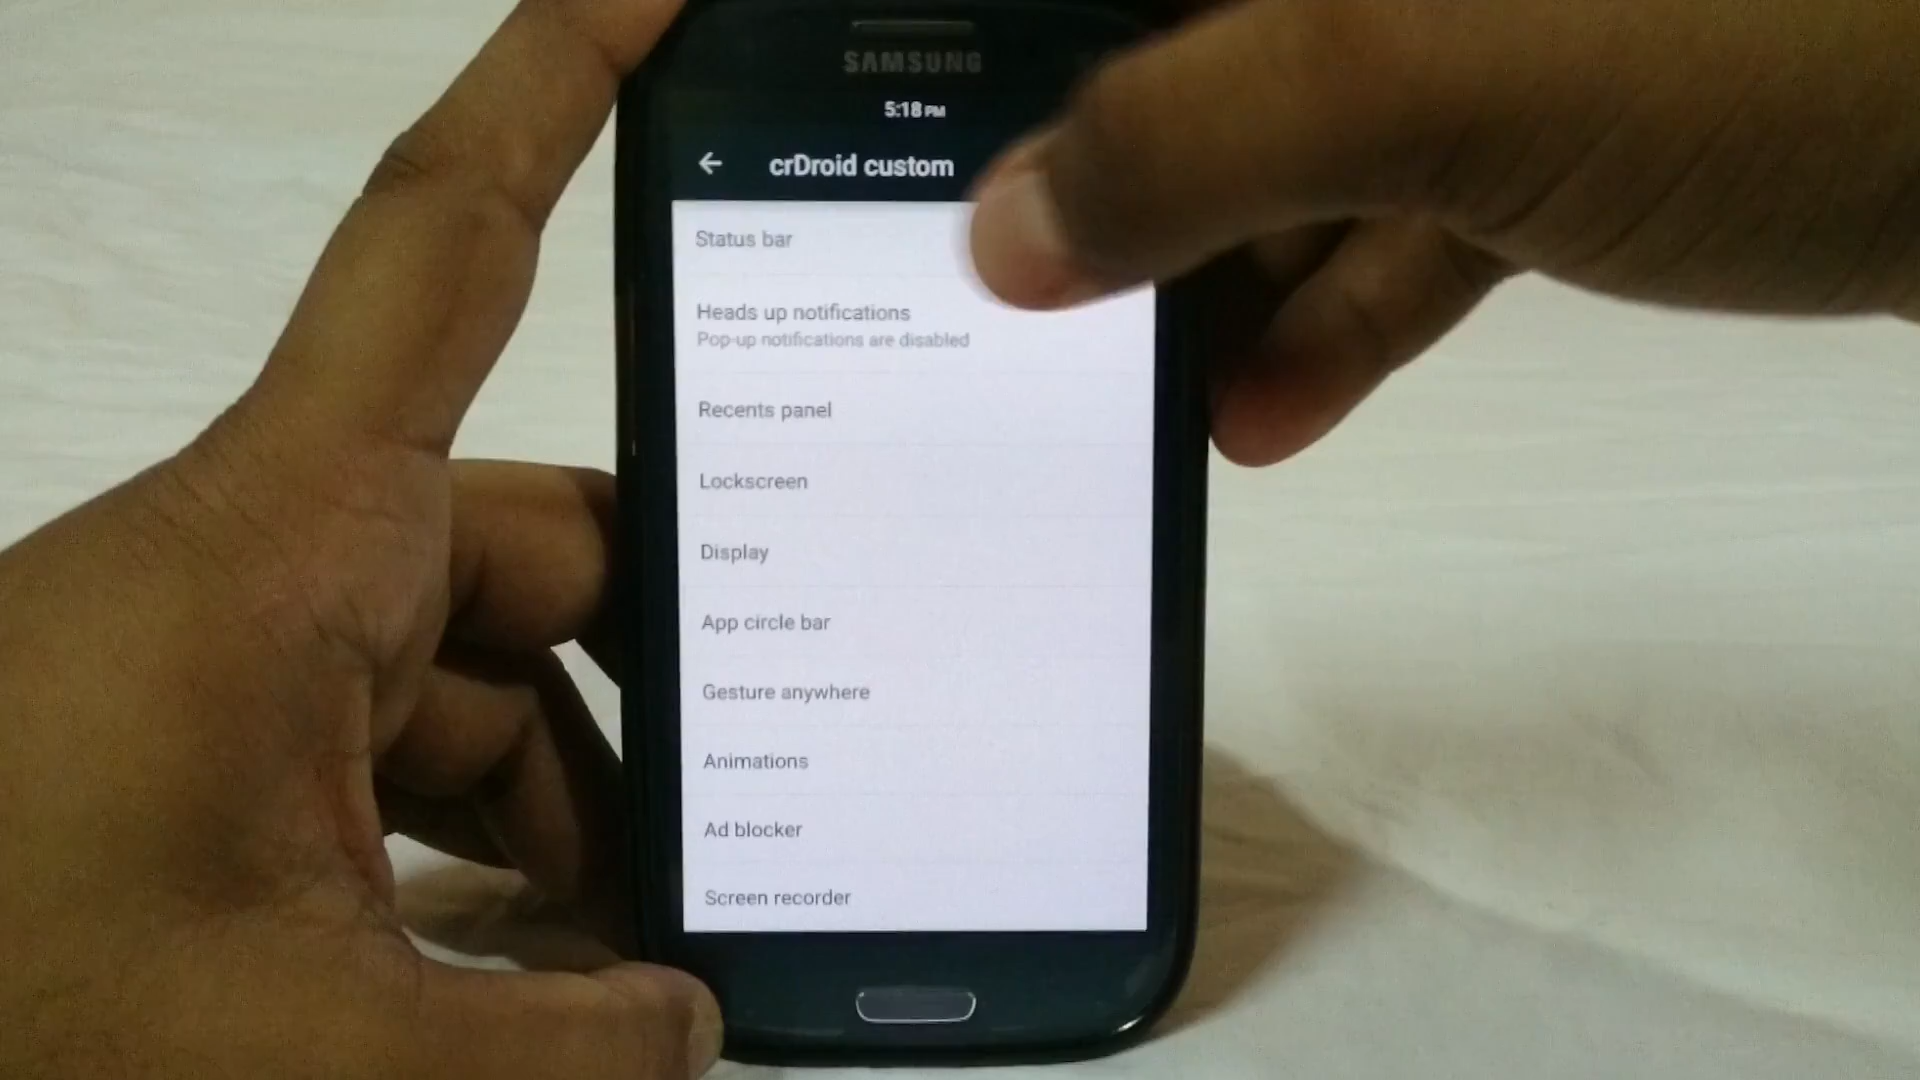 SAMSUNG
5:18 PM
crDroid custom
Status bar
Heads up notifications
Pop-up notifications are disabled
Recents panel
Lockscreen
Display
App circle bar
Gesture anywhere
Animations
Ad blocker
Screen recorder